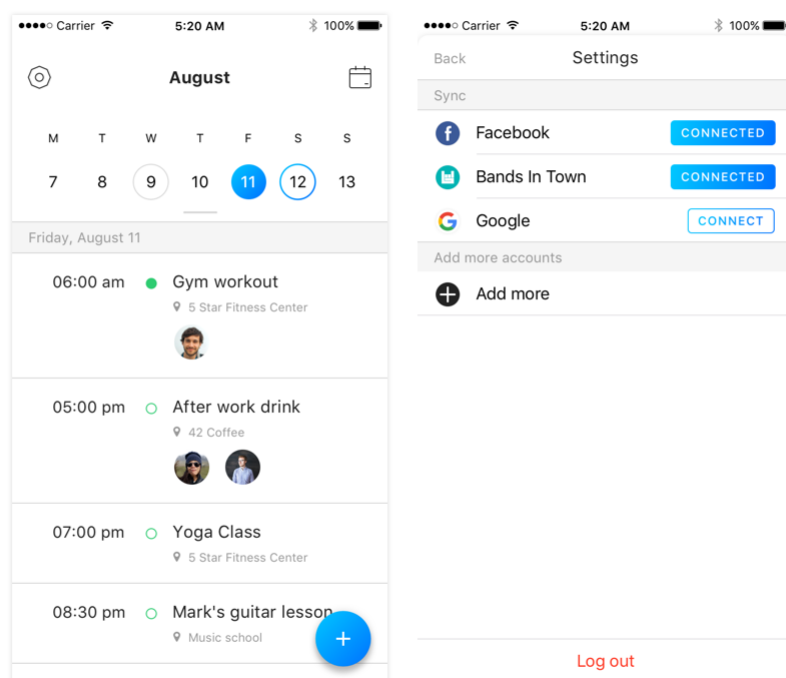 Carrier 5:20 AM 100%
August
M T W T F S S
7 8 9 10 11 12 13
Friday, August 11
06:00 am Gym workout
5 Star Fitness Center
05:00 pm After work drink
42 Coffee
07:00 pm Yoga Class
5 Star Fitness Center
08:30 pm Mark's guitar lesson
Music school
+
Carrier 5:20 AM 100%
Back Settings
Sync
Facebook CONNECTED
Bands In Town CONNECTED
Google CONNECT
Add more accounts
Add more
Log out